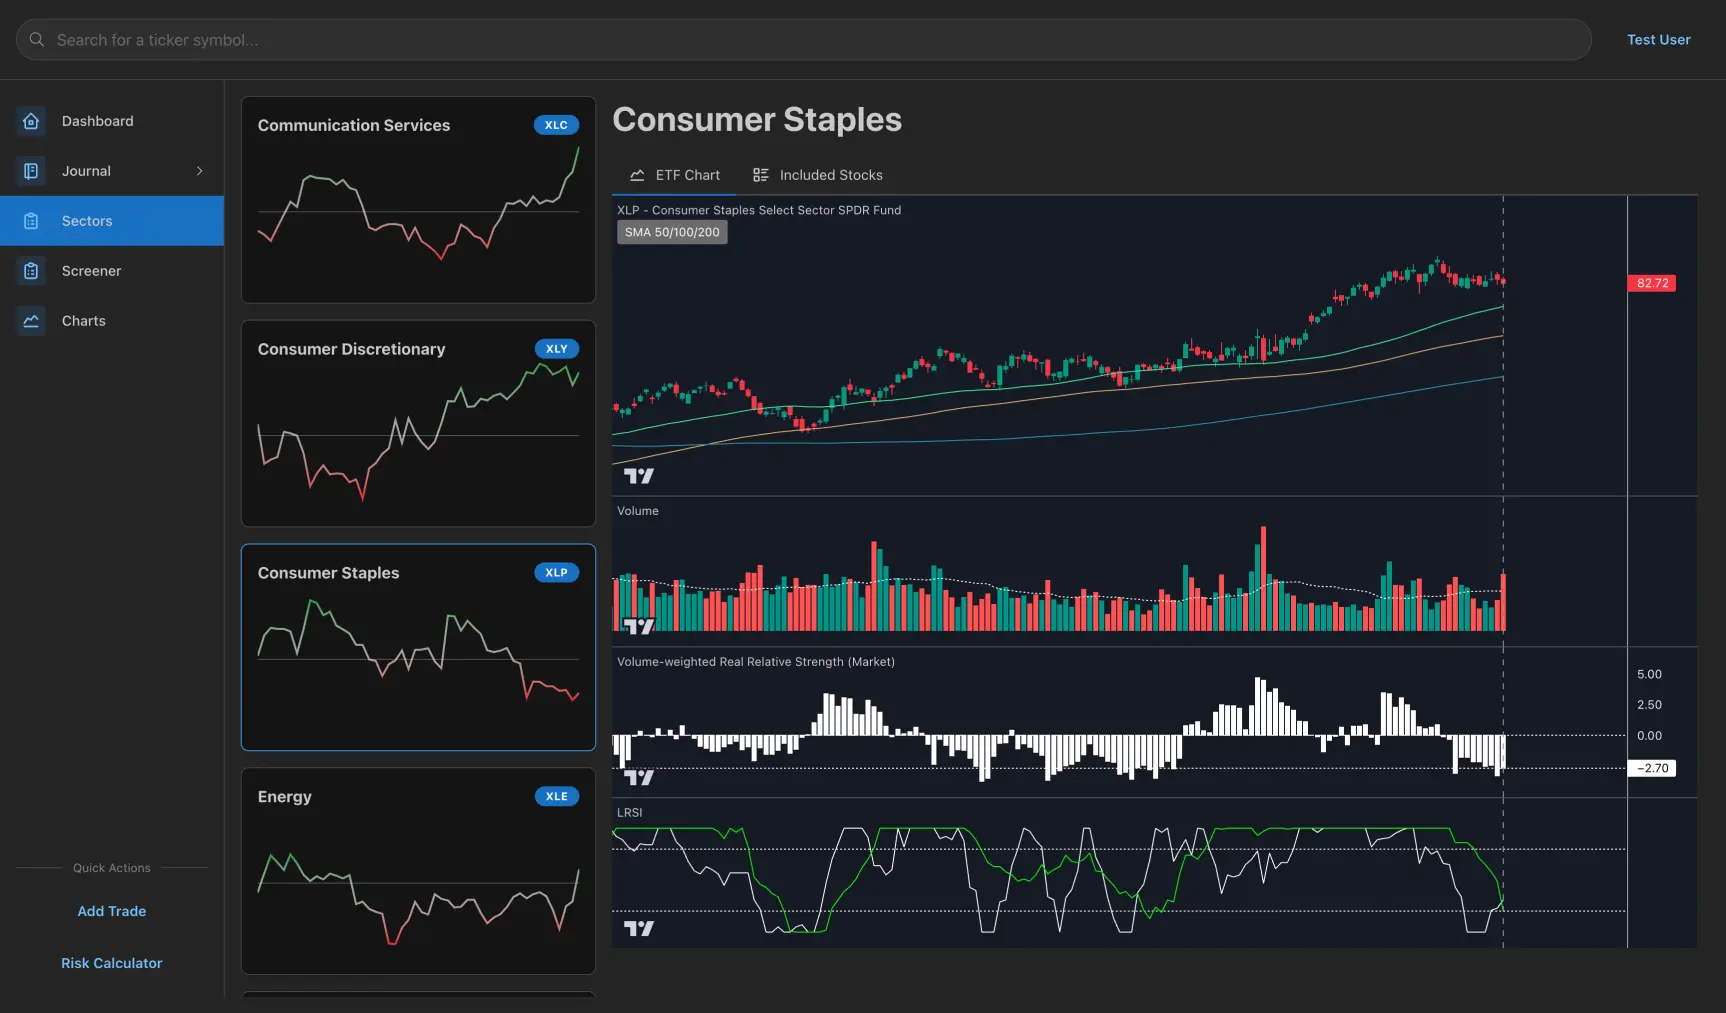 Search for a ticker symbol...
Test User
Dashboard
Journal
Sectors
Screener
Charts
Quick Actions
Add Trade
Risk Calculator
Communication Services
XLC
Consumer Discretionary
XLY
Consumer Staples
XLP
Energy
XLE
Consumer Staples
ETF Chart
Included Stocks
XLP - Consumer Staples Select Sector SPDR Fund
SMA 50/100/200
82.72
Volume
Volume-weighted Real Relative Strength (Market)
5.00
2.50
0.00
−2.70
LRSI